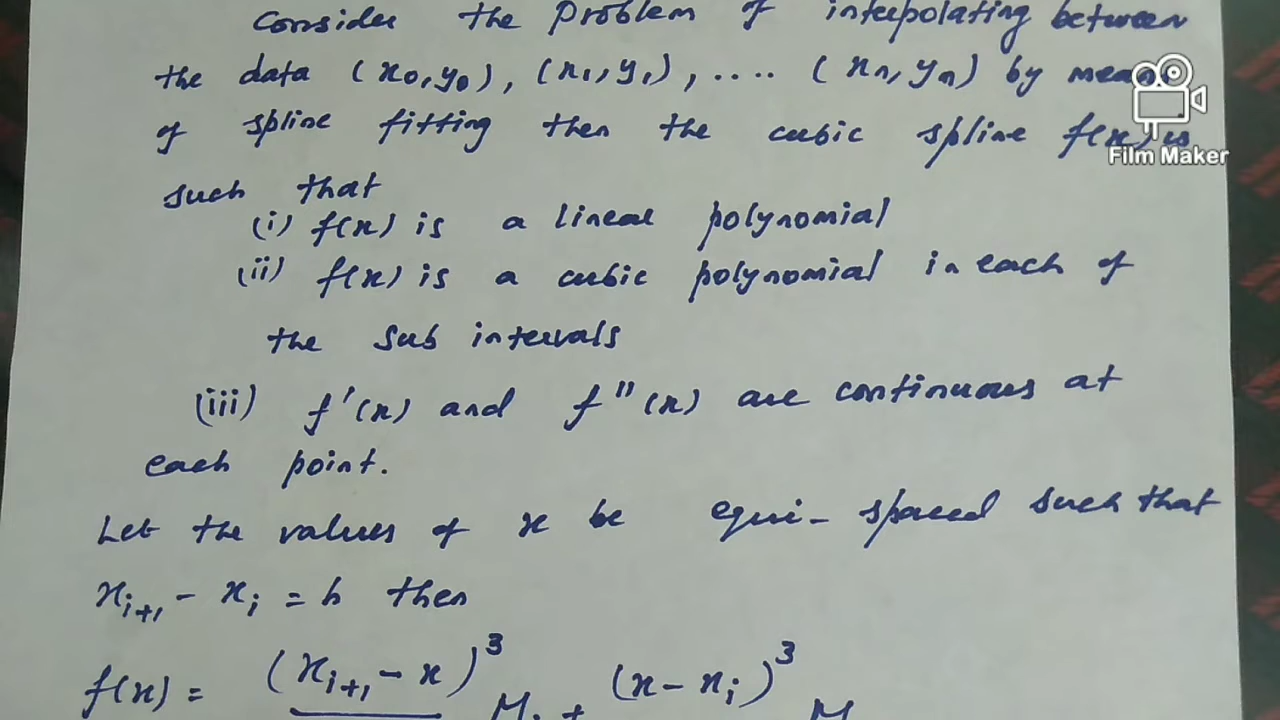 Consider the problem of interpolating between
the data (x0,y0), (x1,y1), .... (xn, yn) by means
of spline fitting then the cubic spline f(x) is
Film Maker
such that
(i) f(x) is a linear polynomial
(ii) f(x) is a cubic polynomial in each of
the sub intervals
(iii) f'(x) and f"(x) are continuous at
each point.
Let the values of x be equi- spaced such that
xi+1 - xi = h then
f(x) = (xi+1 - x)³ Mi + (x - xi)³ M